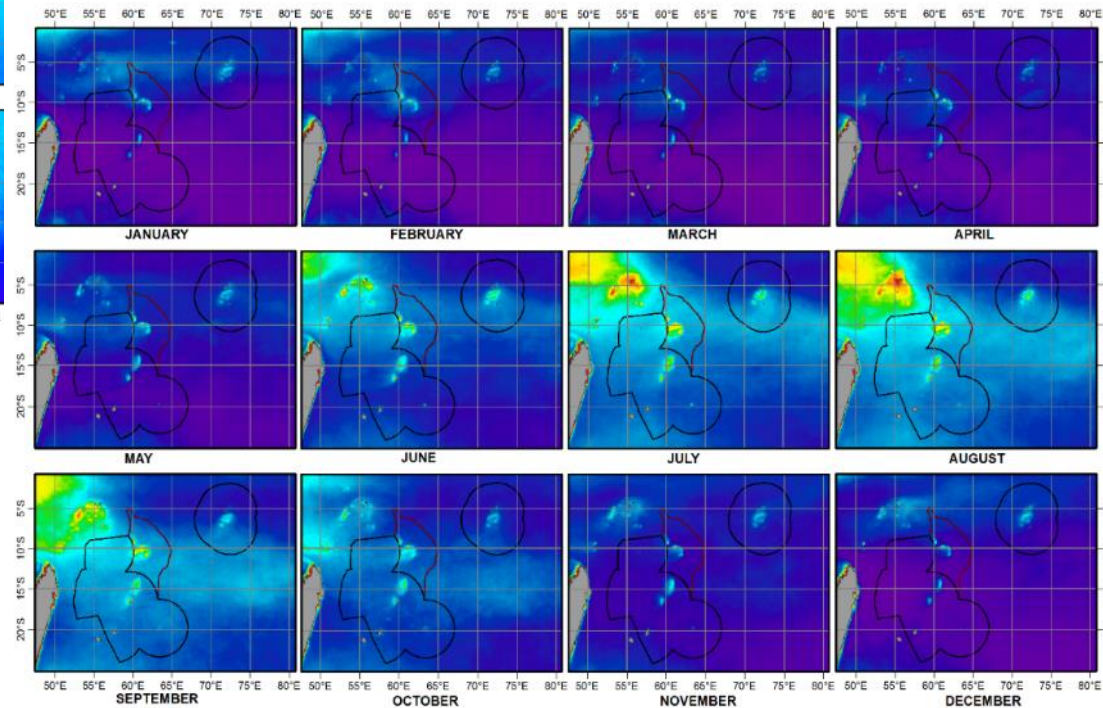 50°E 55°E 60°E 65°E 70°E 75°E 80°E 50°E 55°E 60°E 65°E 70°E 75°E 80°E 50°E 55°E 60°E 65°E 70°E 75°E 80°E 50°E 55°E 60°E 65°E 70°E 75°E 80°E
5°S
10°S
15°S
20°S
JANUARY FEBRUARY MARCH APRIL
5°S
10°S
15°S
20°S
MAY JUNE JULY AUGUST
5°S
10°S
15°S
20°S
50°E 55°E 60°E 65°E 70°E 75°E 80°E 50°E 55°E 60°E 65°E 70°E 75°E 80°E 50°E 55°E 60°E 65°E 70°E 75°E 80°E 50°E 55°E 60°E 65°E 70°E 75°E 80°E
SEPTEMBER OCTOBER NOVEMBER DECEMBER